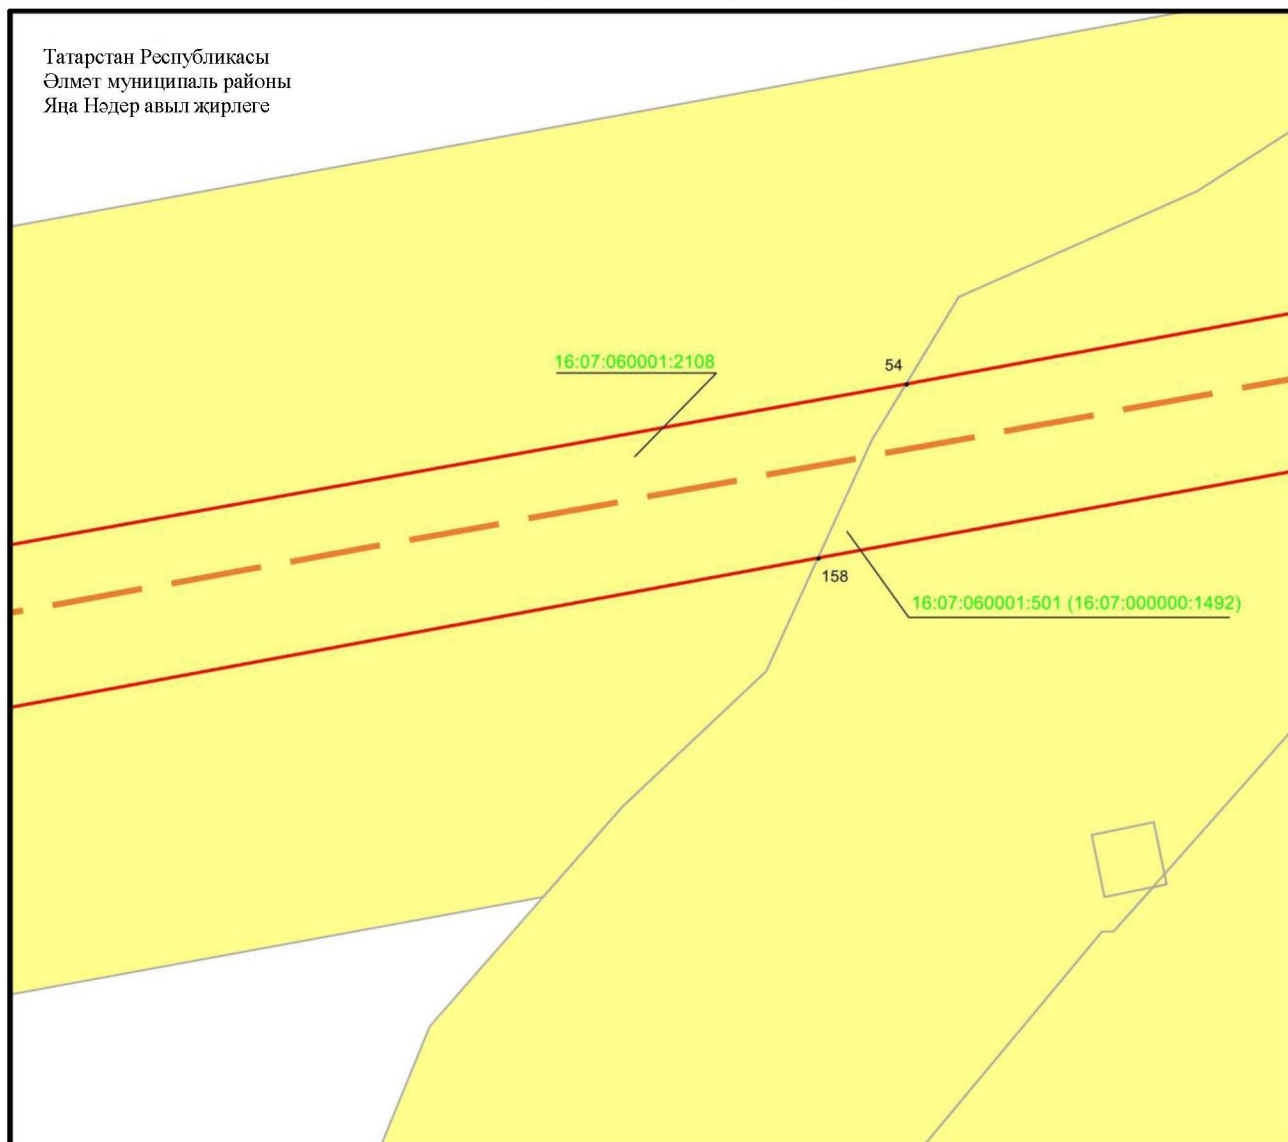 Татарстан Республикасы
Әлмәт муниципаль районы
Яңа Нәдер авыл җирлеге
16:07:060001:2108
54
158
16:07:060001:501 (16:07:000000:1492)